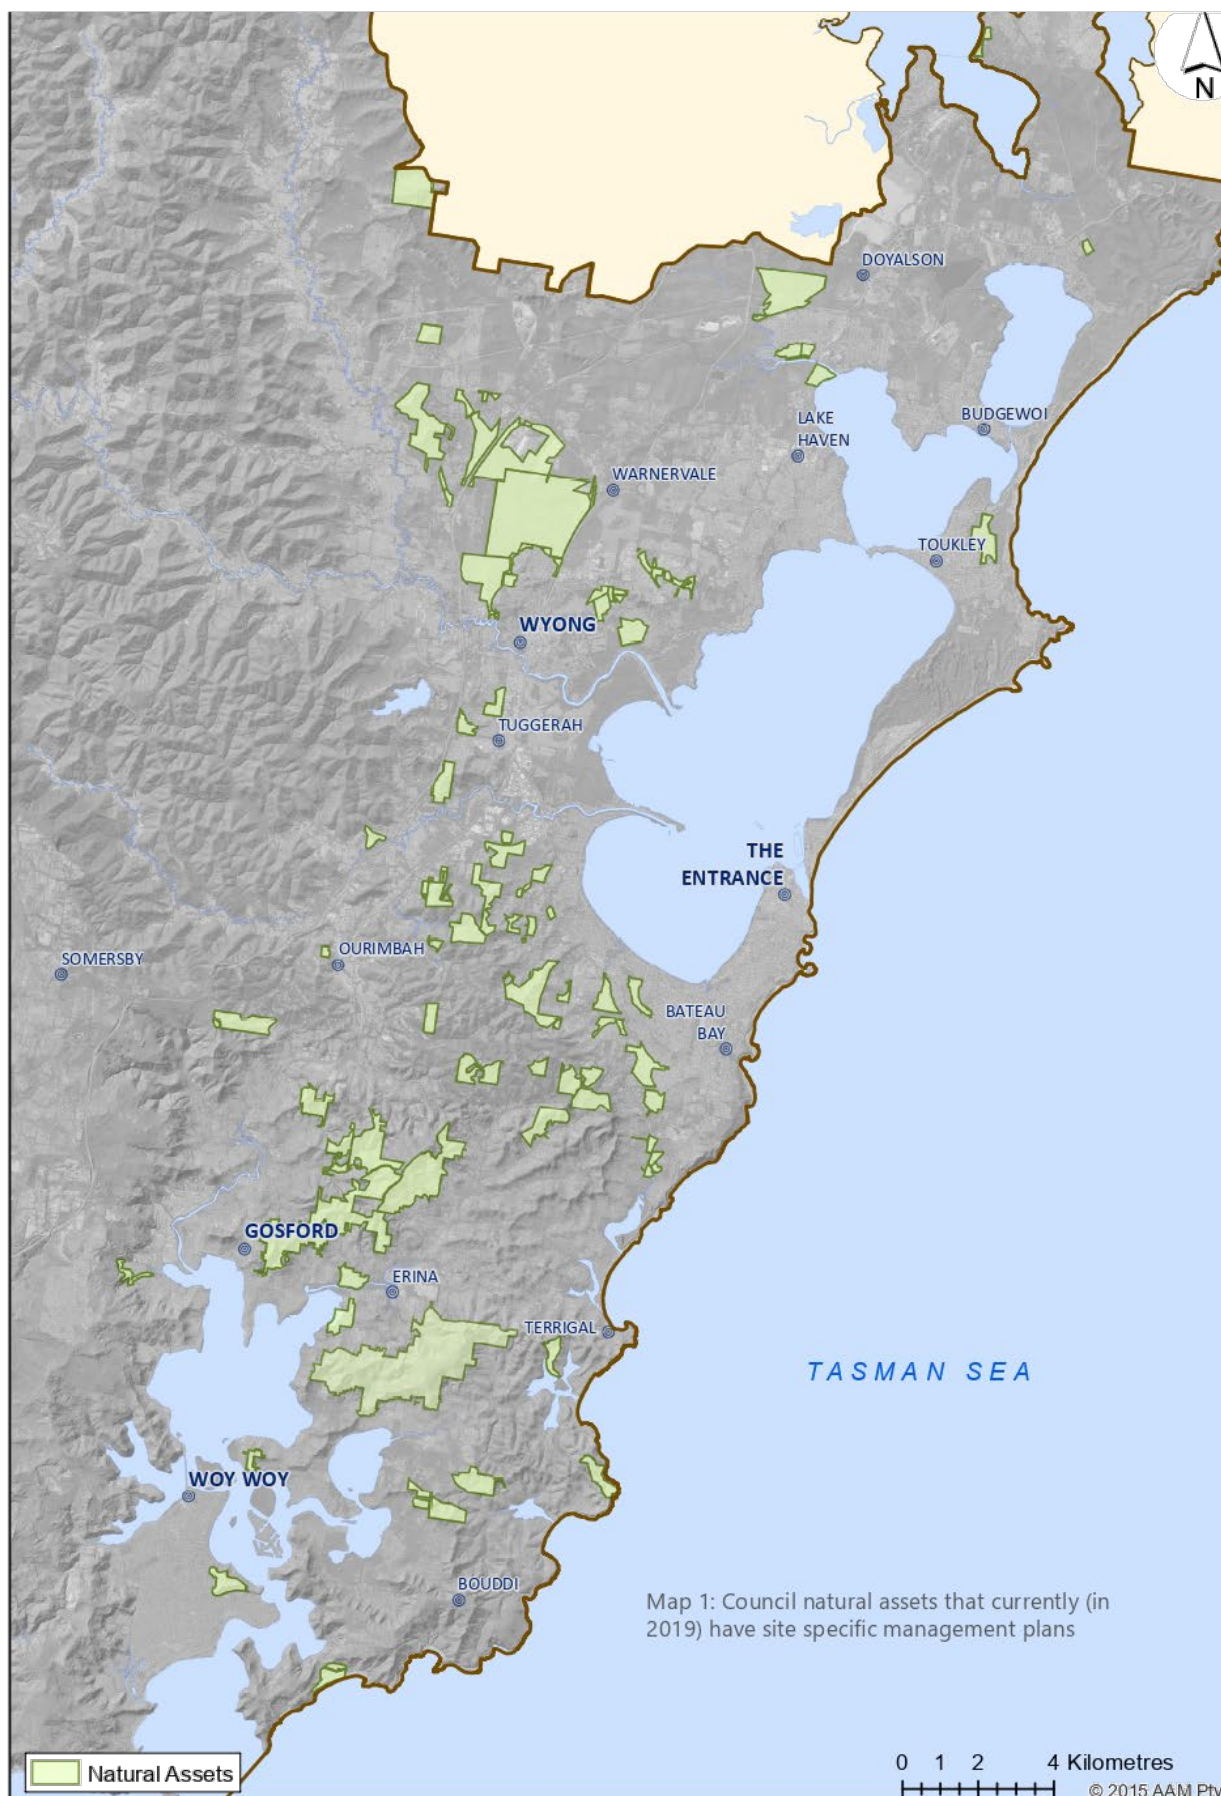 N
DOYALSON
LAKE
HAVEN
BUDGEWOI
WARNERVALE
TOUKLEY
WYONG
TUGGERAH
THE
ENTRANCE
OURIMBAH
SOMERSBY
BATEAU
BAY
GOSFORD
ERINA
TERRIGAL
TASMAN SEA
WOY WOY
BOUDDI
Map 1: Council natural assets that currently (in
2019) have site specific management plans
Natural Assets
0 1 2 4 Kilometres
© 2015 AAM Pty